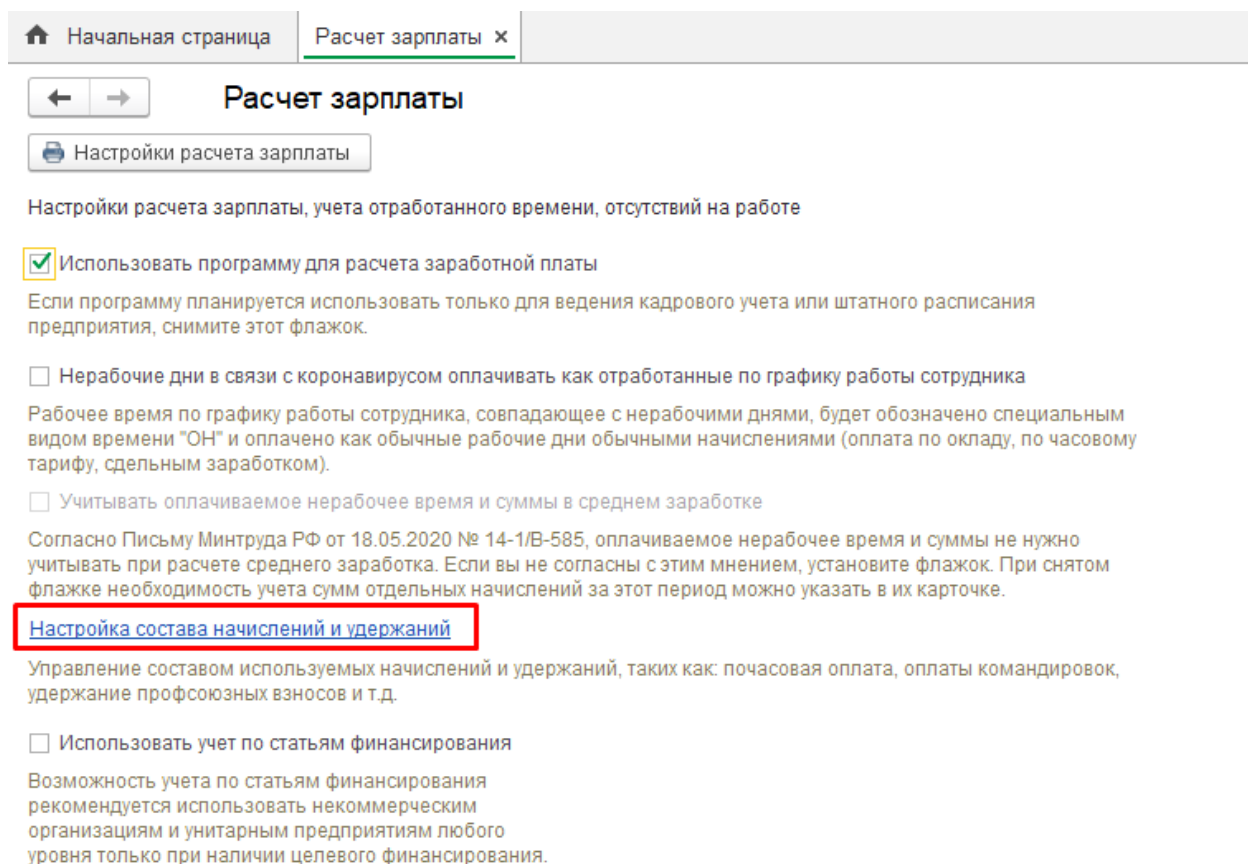 Начальная страница
Расчет зарплаты ×
Расчет зарплаты
Настройки расчета зарплаты
Настройки расчета зарплаты, учета отработанного времени, отсутствий на работе
Использовать программу для расчета заработной платы
Если программу планируется использовать только для ведения кадрового учета или штатного расписания
предприятия, снимите этот флажок.
Нерабочие дни в связи с коронавирусом оплачивать как отработанные по графику работы сотрудника
Рабочее время по графику работы сотрудника, совпадающее с нерабочими днями, будет обозначено специальным
видом времени "ОН" и оплачено как обычные рабочие дни обычными начислениями (оплата по окладу, по часовому
тарифу, сдельным заработком).
Учитывать оплачиваемое нерабочее время и суммы в среднем заработке
Согласно Письму Минтруда РФ от 18.05.2020 № 14-1/В-585, оплачиваемое нерабочее время и суммы не нужно
учитывать при расчете среднего заработка. Если вы не согласны с этим мнением, установите флажок. При снятом
флажке необходимость учета сумм отдельных начислений за этот период можно указать в их карточке.
Настройка состава начислений и удержаний
Управление составом используемых начислений и удержаний, таких как: почасовая оплата, оплаты командировок,
удержание профсоюзных взносов и т.д.
Использовать учет по статьям финансирования
Возможность учета по статьям финансирования
рекомендуется использовать некоммерческим
организациям и унитарным предприятиям любого
уровня только при наличии целевого финансирования.